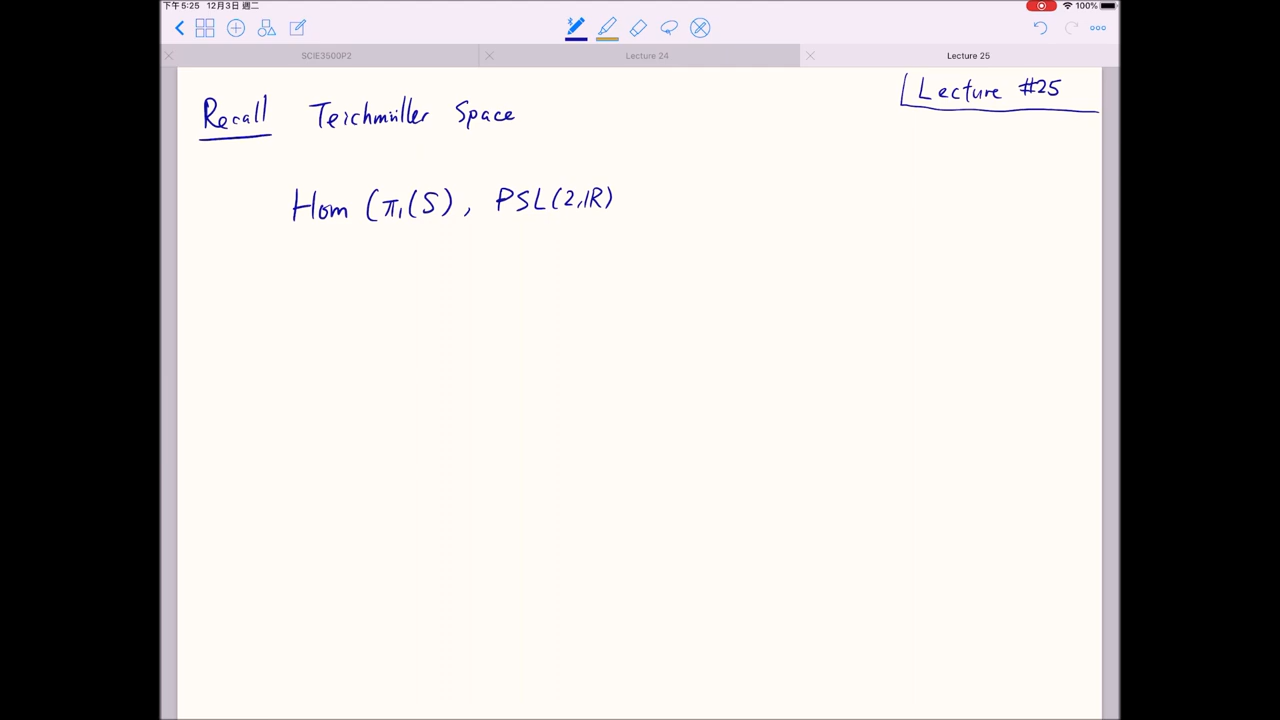 下午5:25 12月3日 週二
100%
SCIE3500P2
Lecture 24
Lecture 25
Lecture #25
Recall Teichmüller Space
Hom (π₁(S), PSL(2,ℝ)